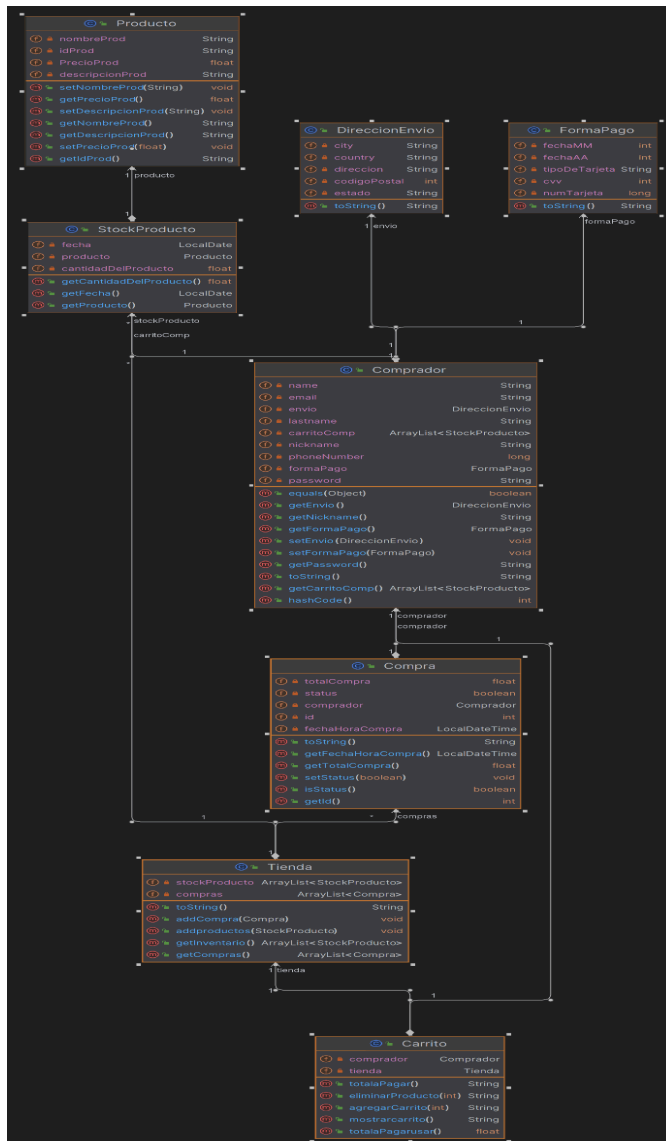 Producto
nombreProd String
idProd String
PrecioProd float
descripcionProd String
setNombreProd(String) void
getPrecioProd() float
setDescripcionProd(String) void
getNombreProd() String
getDescripcionProd() String
setPrecioProd(float) void
getIdProd() String
1 producto
1
DireccionEnvio
city String
country String
direccion String
codigoPostal int
estado String
toString() String
1 envio
FormaPago
fechaMM int
fechaAA int
tipoDeTarjeta String
cvv int
numTarjeta long
toString() String
formaPago
StockProducto
fecha LocalDate
producto Producto
cantidadDelProducto float
getCantidadDelProducto() float
getFecha() LocalDate
getProducto() Producto
* stockProducto
carritoComp
*
1
1
1
1
Comprador
name String
email String
envio DireccionEnvio
lastname String
carritoComp ArrayList<StockProducto>
nickname String
phoneNumber long
formaPago FormaPago
password String
equals(Object) boolean
getEnvio() DireccionEnvio
getNickname() String
getFormaPago() FormaPago
setEnvio(DireccionEnvio) void
setFormaPago(FormaPago) void
getPassword() String
toString() String
getCarritoComp() ArrayList<StockProducto>
hashCode() int
1 comprador
comprador
1
1
Compra
totalCompra float
status boolean
comprador Comprador
id int
fechaHoraCompra LocalDateTime
toString() String
getFechaHoraCompra() LocalDateTime
getTotalCompra() float
setStatus(boolean) void
isStatus() boolean
getId() int
1
* compras
1
Tienda
stockProducto ArrayList<StockProducto>
compras ArrayList<Compra>
toString() String
addCompra(Compra) void
addproductos(StockProducto) void
getInventario() ArrayList<StockProducto>
getCompras() ArrayList<Compra>
1 tienda
1
1
Carrito
comprador Comprador
tienda Tienda
totalaPagar() String
eliminarProducto(int) String
agregarCarrito(int) String
mostrarcarrito() String
totalaPagarusar() float